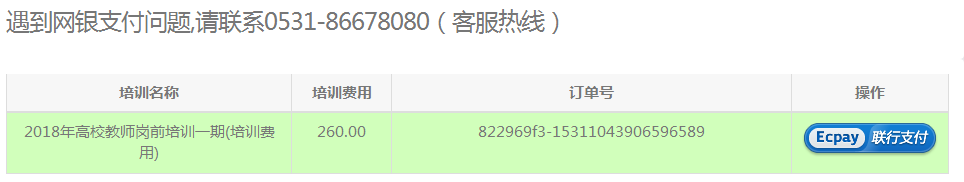 遇到网银支付问题,请联系0531-86678080（客服热线）
培训名称 培训费用 订单号 操作
2018年高校教师岗前培训一期(培训费 260.00 822969f3-15311043906596589 Ecpay 联行支付
用)